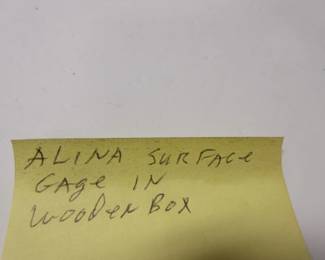 ALINA SURFACE
GAGE IN
WOODEN BOX